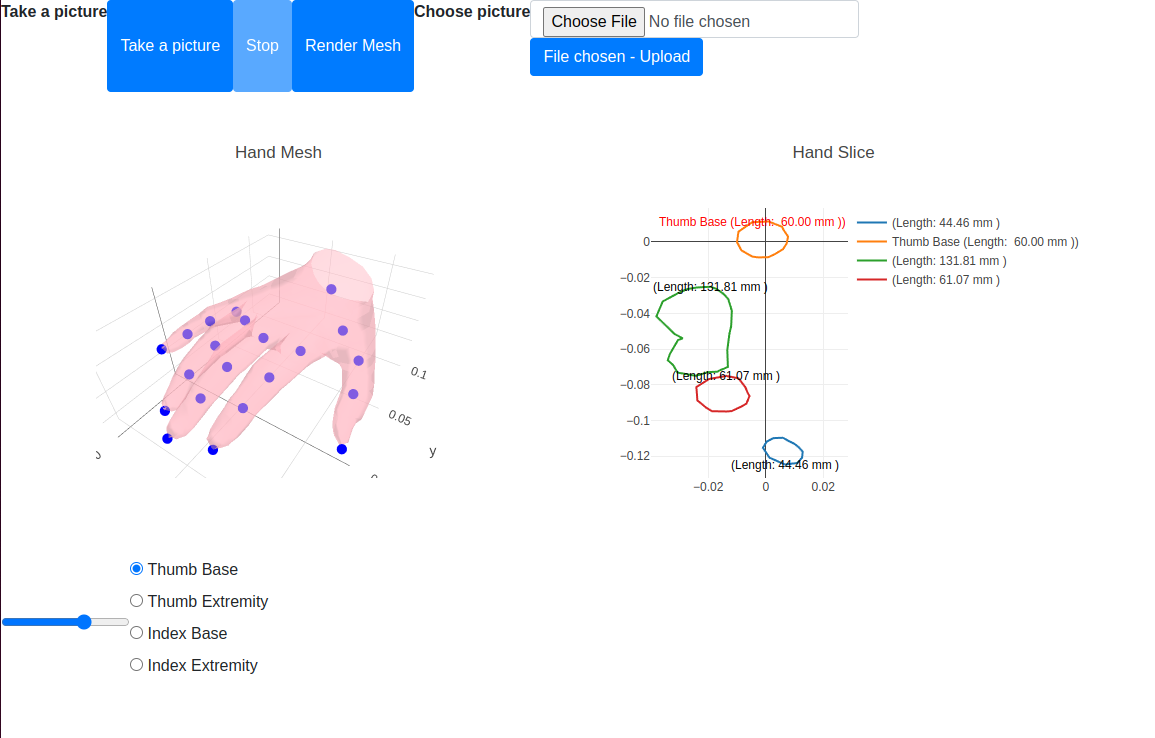 Take a picture
Take a picture
Stop
Render Mesh
Choose picture
Choose File No file chosen
File chosen - Upload
Hand Mesh
0.1
0.05
y
Hand Slice
Thumb Base (Length:  60.00 mm ))
(Length: 131.81 mm )
(Length: 61.07 mm )
(Length: 44.46 mm )
0
−0.02
−0.04
−0.06
−0.08
−0.1
−0.12
−0.02
0
0.02
(Length: 44.46 mm )
Thumb Base (Length:  60.00 mm ))
(Length: 131.81 mm )
(Length: 61.07 mm )
Thumb Base
Thumb Extremity
Index Base
Index Extremity